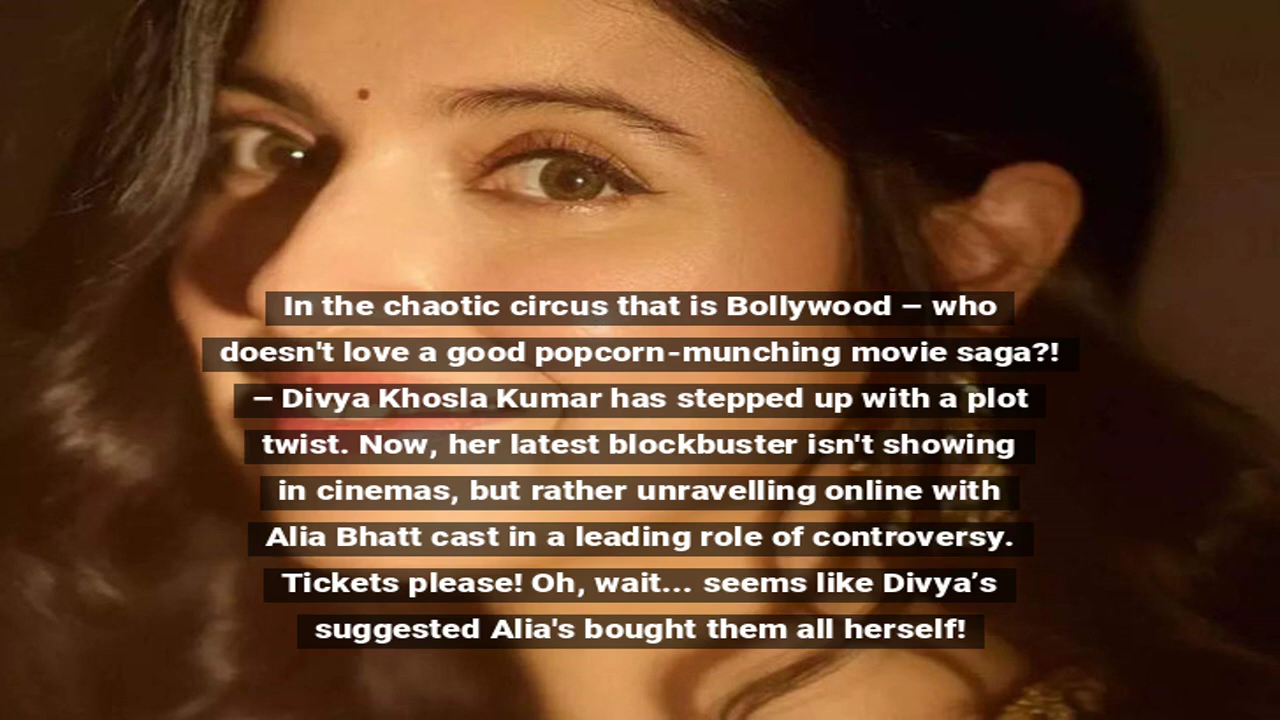 In the chaotic circus that is Bollywood – who
doesn't love a good popcorn-munching movie saga?!
– Divya Khosla Kumar has stepped up with a plot
twist. Now, her latest blockbuster isn't showing
in cinemas, but rather unravelling online with
Alia Bhatt cast in a leading role of controversy.
Tickets please! Oh, wait... seems like Divya’s
suggested Alia's bought them all herself!